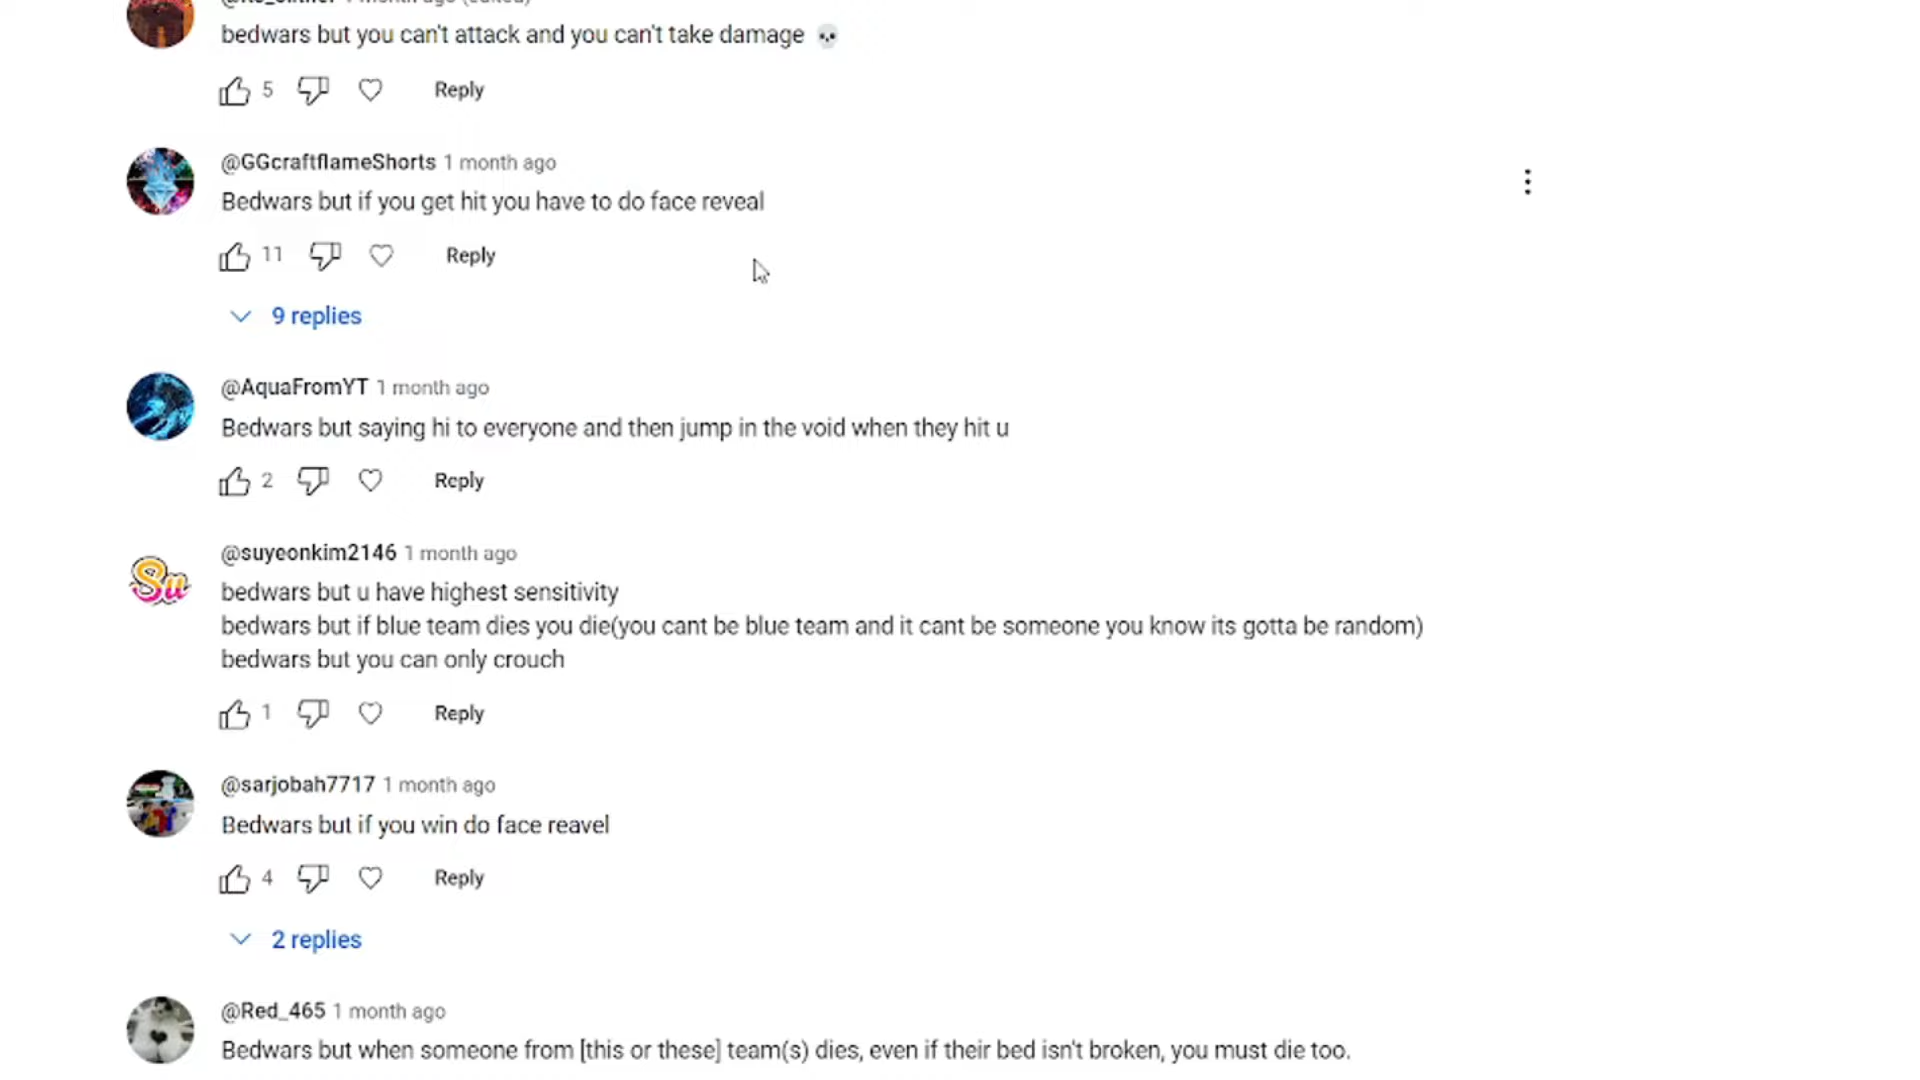 1 month ago (edited)
bedwars but you can't attack and you can't take damage 💀
5 Reply
@GGcraftflameShorts 1 month ago
Bedwars but if you get hit you have to do face reveal
11 Reply
9 replies
@AquaFromYT 1 month ago
Bedwars but saying hi to everyone and then jump in the void when they hit u
2 Reply
Su
@suyeonkim2146 1 month ago
bedwars but u have highest sensitivity
bedwars but if blue team dies you die(you cant be blue team and it cant be someone you know its gotta be random)
bedwars but you can only crouch
1 Reply
@sarjobah7717 1 month ago
Bedwars but if you win do face reavel
4 Reply
2 replies
@Red_465 1 month ago
Bedwars but when someone from [this or these] team(s) dies, even if their bed isn't broken, you must die too.